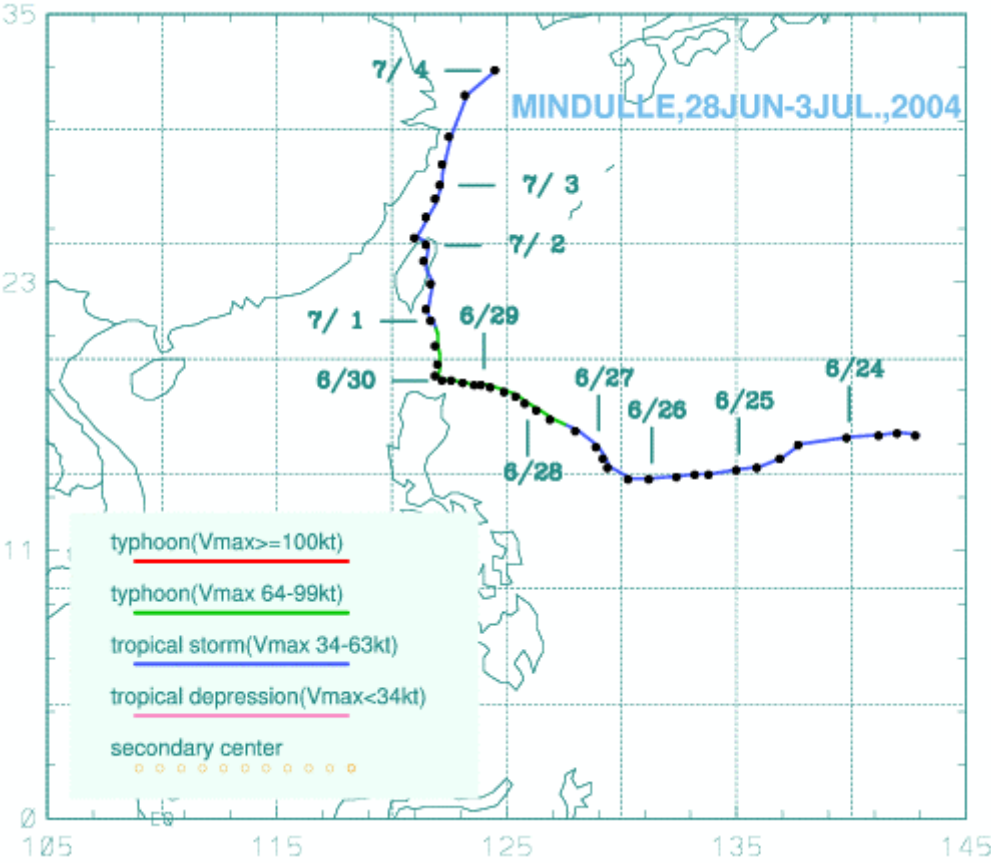 35
7/ 4
MINDULLE,28JUN-3JUL.,2004
7/ 3
7/ 2
23
7/ 1
6/29
6/30
6/27
6/24
6/26
6/25
6/28
11
typhoon(Vmax>=100kt)
typhoon(Vmax 64-99kt)
tropical storm(Vmax 34-63kt)
tropical depression(Vmax<34kt)
secondary center
0
EQ
105
115
125
135
145